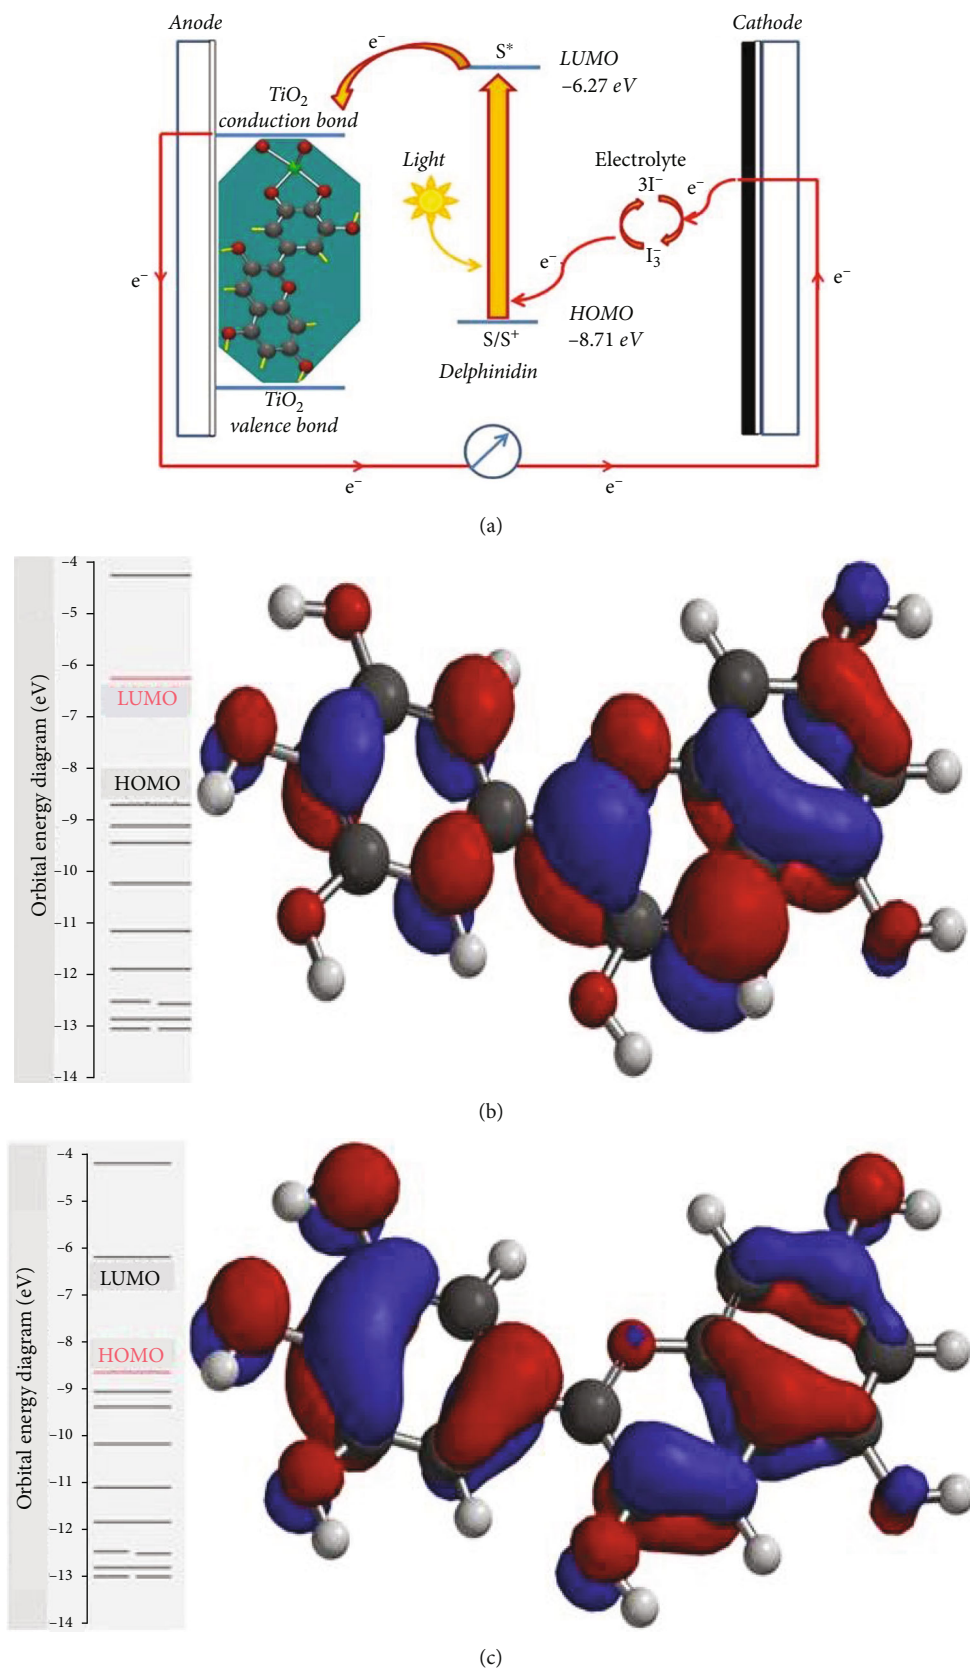 Anode
Cathode
e⁻
S*
LUMO
–6.27 eV
TiO₂
conduction bond
Light
Electrolyte
3I⁻
e⁻
I₃⁻
e⁻
e⁻
e⁻
HOMO
–8.71 eV
S/S⁺
Delphinidin
TiO₂
valence bond
e⁻
e⁻
(a)
Orbital energy diagram (eV)
–4
–5
–6
LUMO
–7
–8
HOMO
–9
–10
–11
–12
–13
–14
(b)
Orbital energy diagram (eV)
–4
–5
–6
LUMO
–7
–8
HOMO
–9
–10
–11
–12
–13
–14
(c)